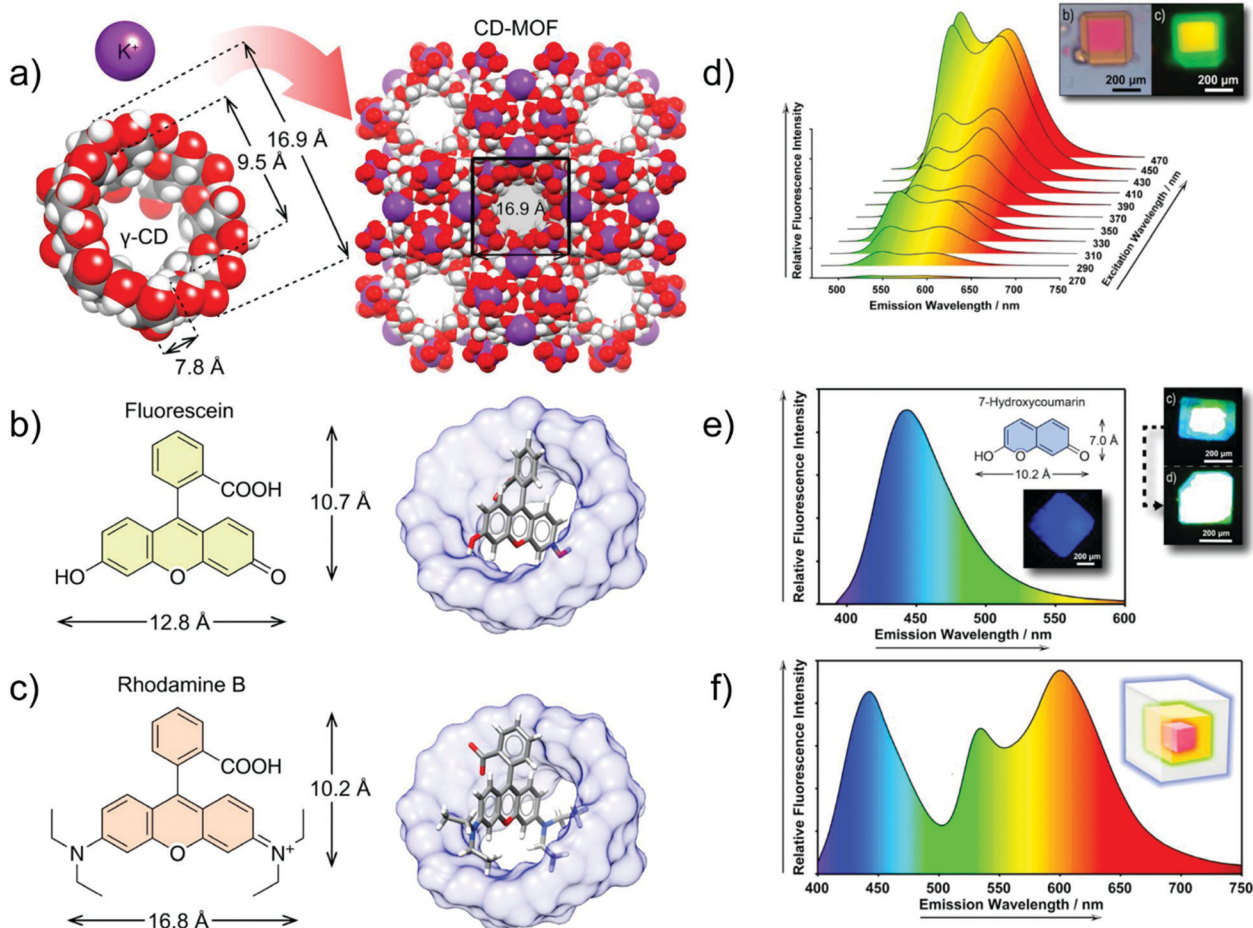 a)
K⁺
CD-MOF
16.9 Å
9.5 Å
γ-CD
7.8 Å
16.9 Å
b)
Fluorescein
COOH
HO
O
O
10.7 Å
12.8 Å
c)
Rhodamine B
COOH
N
O
N⁺
10.2 Å
16.8 Å
d)
Relative Fluorescence Intensity
b)
200 µm
c)
200 µm
470
450
430
410
390
370
350
330
310
290
270
Excitation Wavelength / nm
500 550 600 650 700 750
Emission Wavelength / nm
e)
Relative Fluorescence Intensity
7-Hydroxycoumarin
HO
O
O
7.0 Å
10.2 Å
200 µm
c)
200 µm
d)
200 µm
400 450 500 550 600
Emission Wavelength / nm
f)
Relative Fluorescence Intensity
400 450 500 550 600 650 700 750
Emission Wavelength / nm